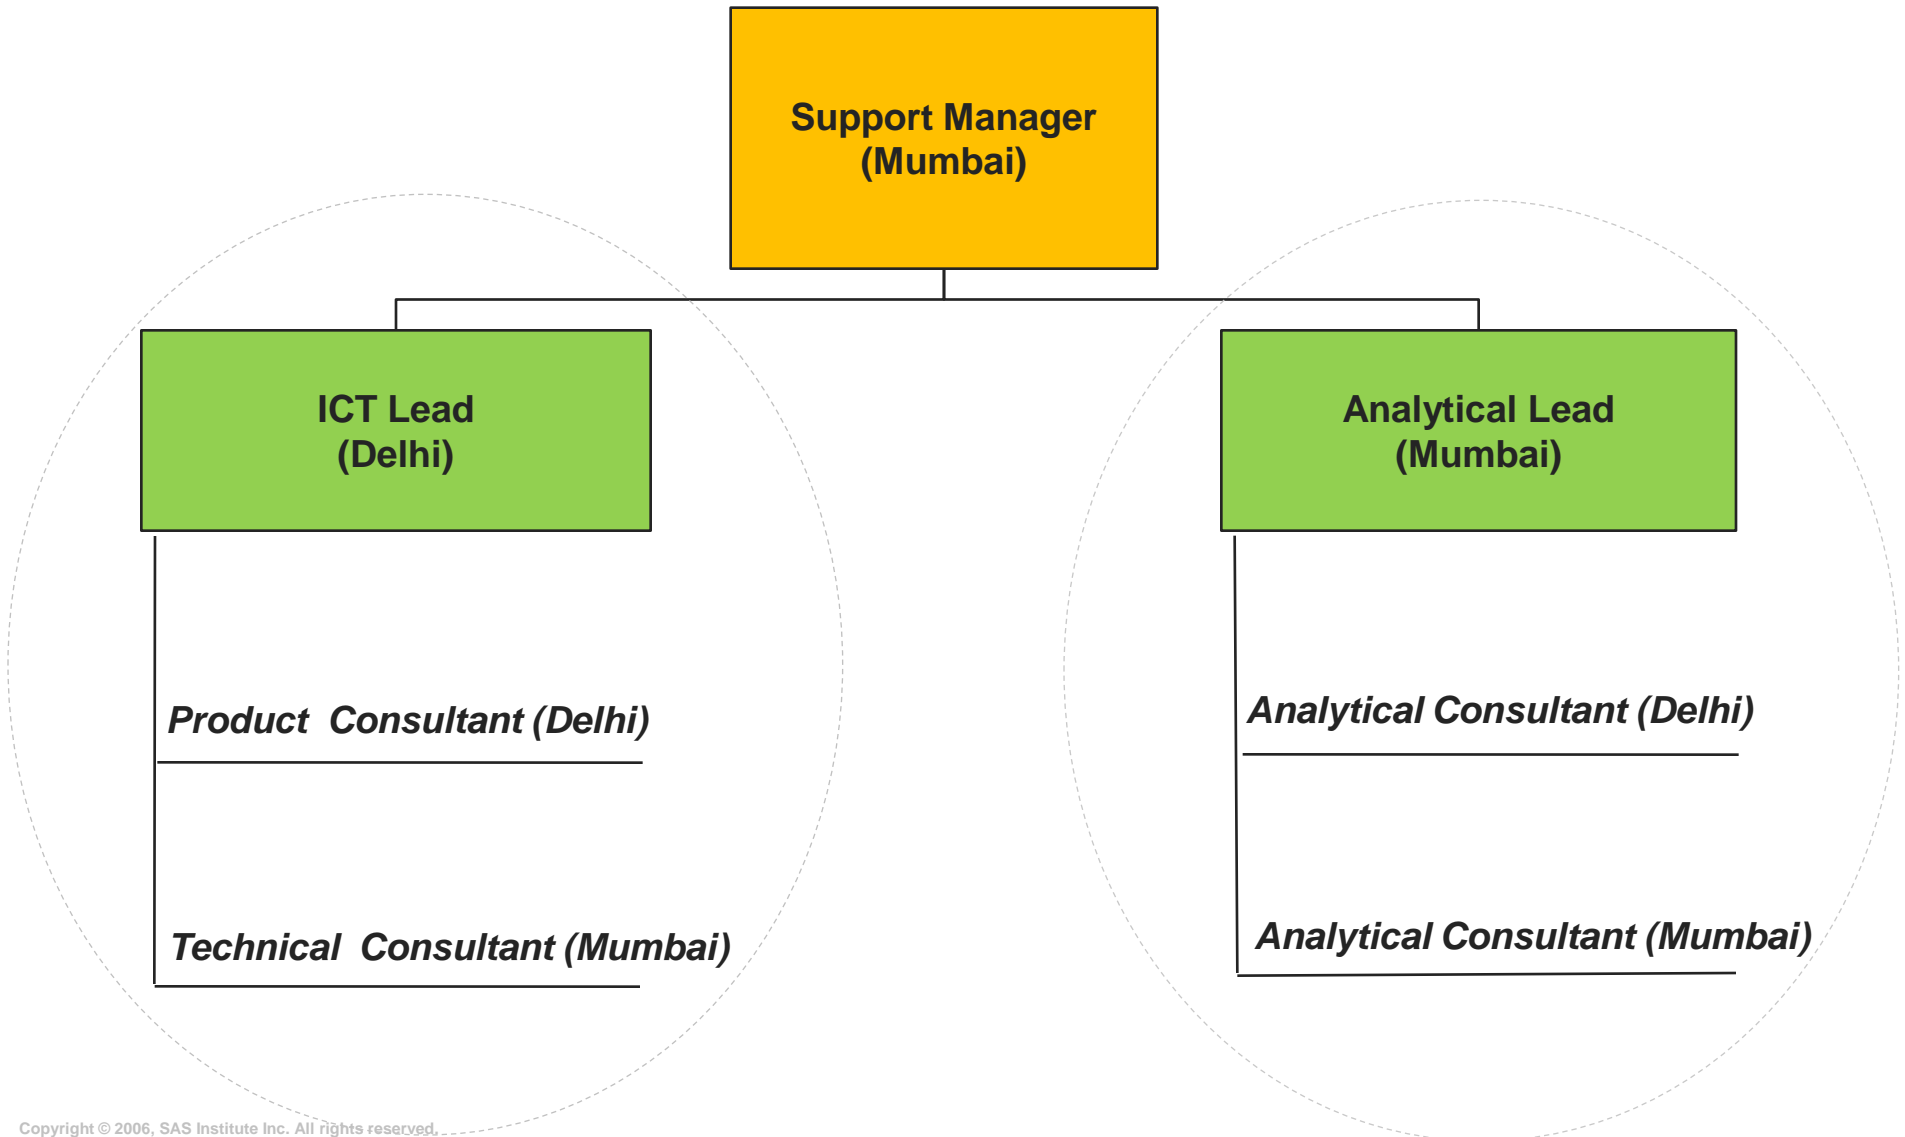 Support Manager
(Mumbai)
ICT Lead
(Delhi)
Analytical Lead
(Mumbai)
Product  Consultant (Delhi)
Analytical Consultant (Delhi)
Technical  Consultant (Mumbai)
Analytical Consultant (Mumbai)
Copyright © 2006, SAS Institute Inc. All rights reserved.